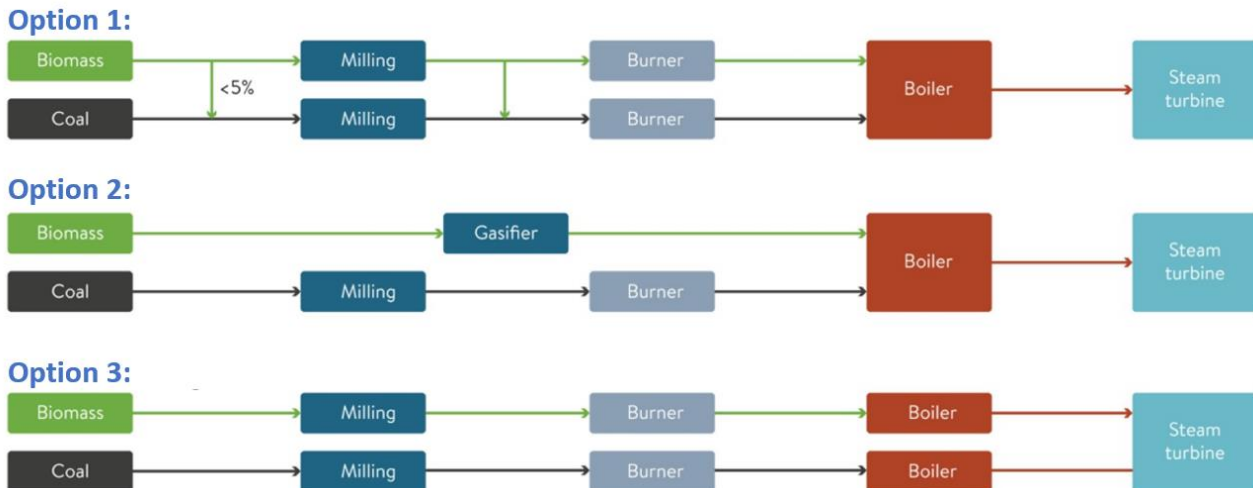 Option 1:
Biomass Milling Burner
<5%
Boiler
Steam
turbine
Coal Milling Burner
Option 2:
Biomass Gasifier
Boiler
Steam
turbine
Coal Milling Burner
Option 3:
Biomass Milling Burner Boiler
Steam
turbine
Coal Milling Burner Boiler